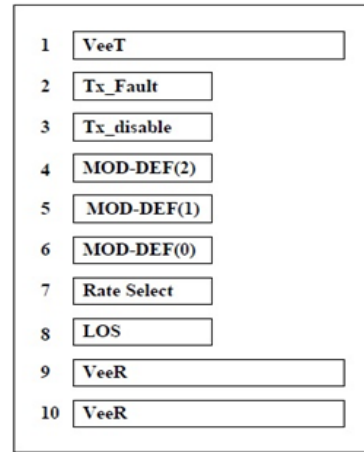 1 VeeT
2 Tx_Fault
3 Tx_disable
4 MOD-DEF(2)
5 MOD-DEF(1)
6 MOD-DEF(0)
7 Rate Select
8 LOS
9 VeeR
10 VeeR